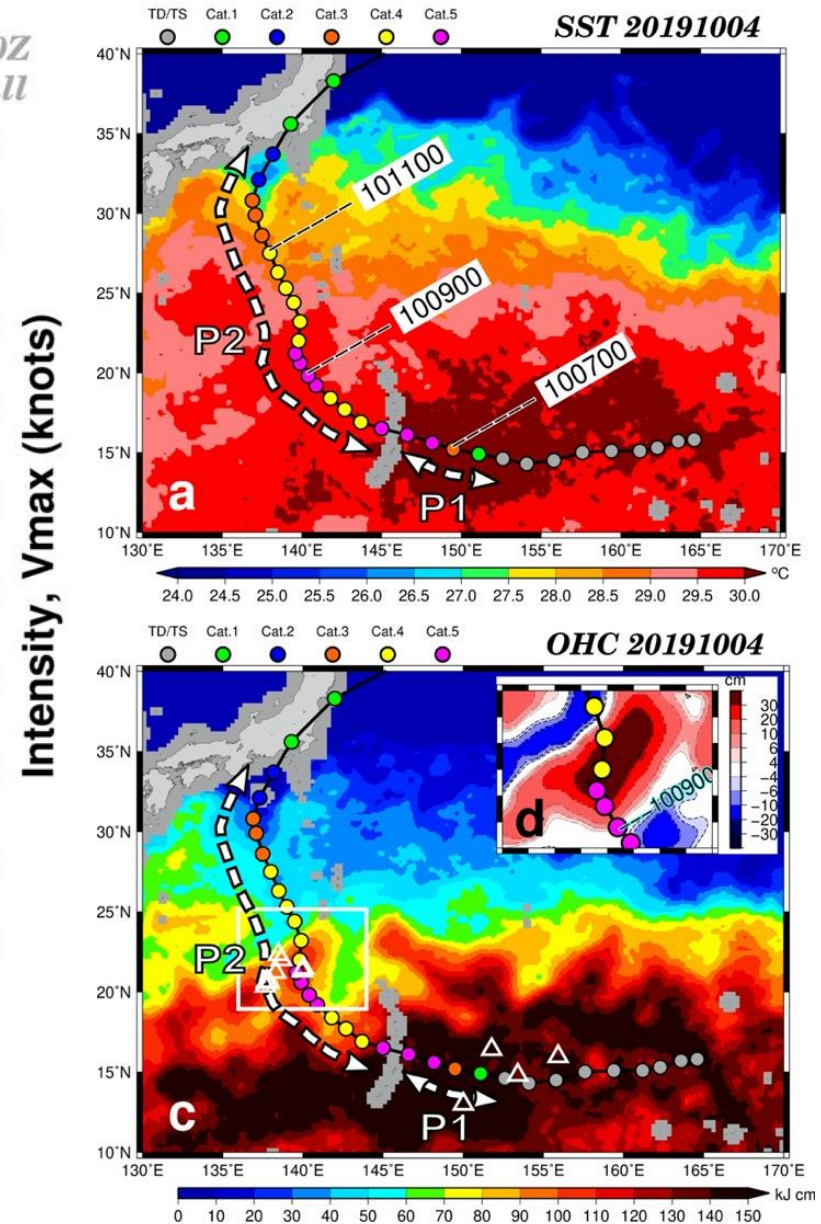 TD/TS Cat.1 Cat.2 Cat.3 Cat.4 Cat.5
SST 20191004
40°N
35°N
30°N
25°N
20°N
15°N
10°N
101100
100900
100700
P2
P1
a
130°E 135°E 140°E 145°E 150°E 155°E 160°E 165°E 170°E
24.0 24.5 25.0 25.5 26.0 26.5 27.0 27.5 28.0 28.5 29.0 29.5 30.0
°C
Intensity, Vmax (knots)
TD/TS Cat.1 Cat.2 Cat.3 Cat.4 Cat.5
OHC 20191004
40°N
35°N
30°N
25°N
20°N
15°N
10°N
cm
30
20
10
6
4
−4
−6
−10
−20
−30
100900
d
P2
P1
c
130°E 135°E 140°E 145°E 150°E 155°E 160°E 165°E 170°E
0 10 20 30 40 50 60 70 80 90 100 110 120 130 140 150
kJ cm